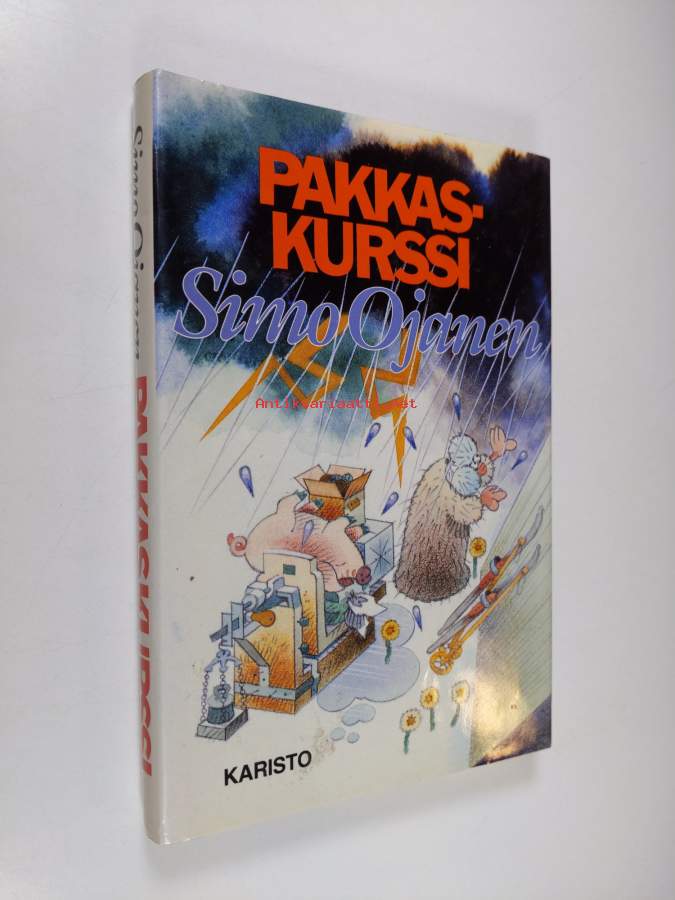 PAKKAS-
KURSSI
Simo Ojanen
Antikvariaatti.net
KARISTO
Simo Ojanen PAKKASKURSSI